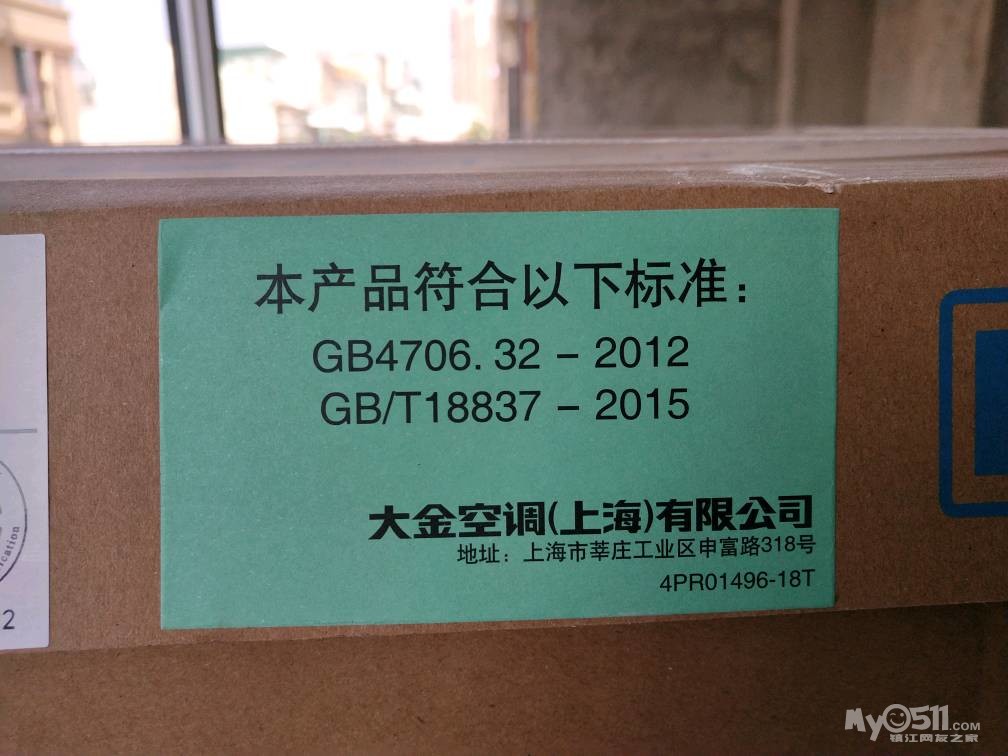 本产品符合以下标准：
GB4706.32 – 2012
GB/T18837 – 2015
大金空调(上海)有限公司
地址：上海市莘庄工业区申富路318号
4PR01496-18T
ication
2
My0511.COM
镇江网友之家